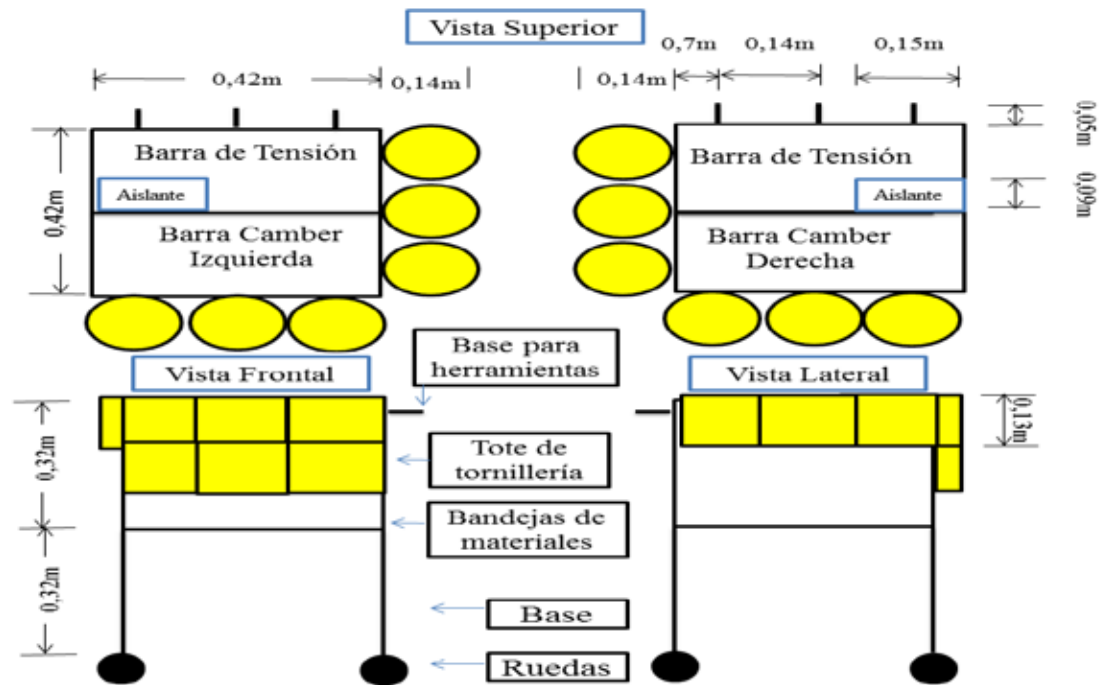 Vista Superior
0,7m
0,14m
0,15m
0,42m
0,14m
0,14m
0,05m
Barra de Tensión
Barra de Tensión
Aislante
Aislante
0,09m
0,42m
Barra Camber
Izquierda
Barra Camber
Derecha
Vista Frontal
Base para
herramientas
Vista Lateral
0,32m
0,13m
Tote de
tornillería
Bandejas de
materiales
0,32m
Base
Ruedas